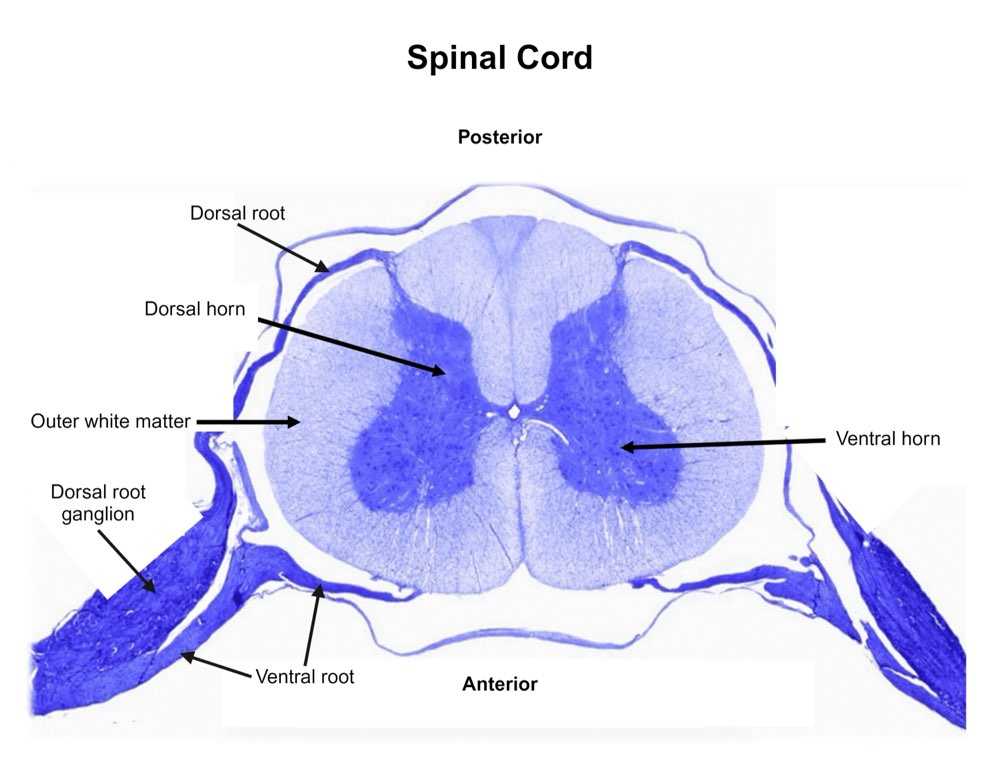 Spinal Cord
Posterior
Dorsal root
Dorsal horn
Outer white matter
Ventral horn
Dorsal root
ganglion
Ventral root
Anterior